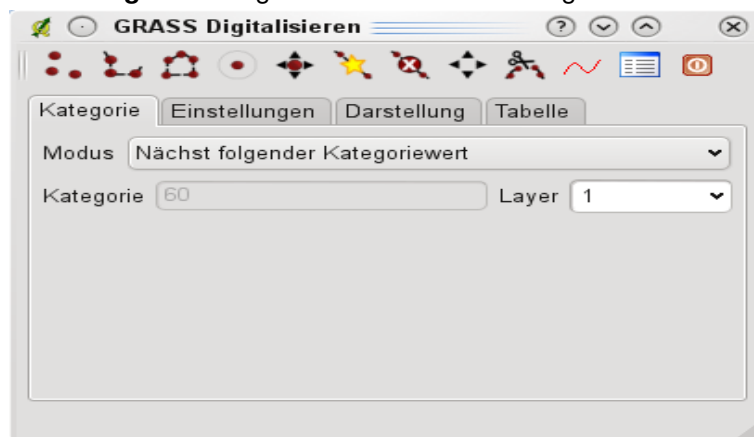 GRASS Digitalisieren
Kategorie Einstellungen Darstellung Tabelle
Modus Nächst folgender Kategoriewert
Kategorie 60 Layer 1